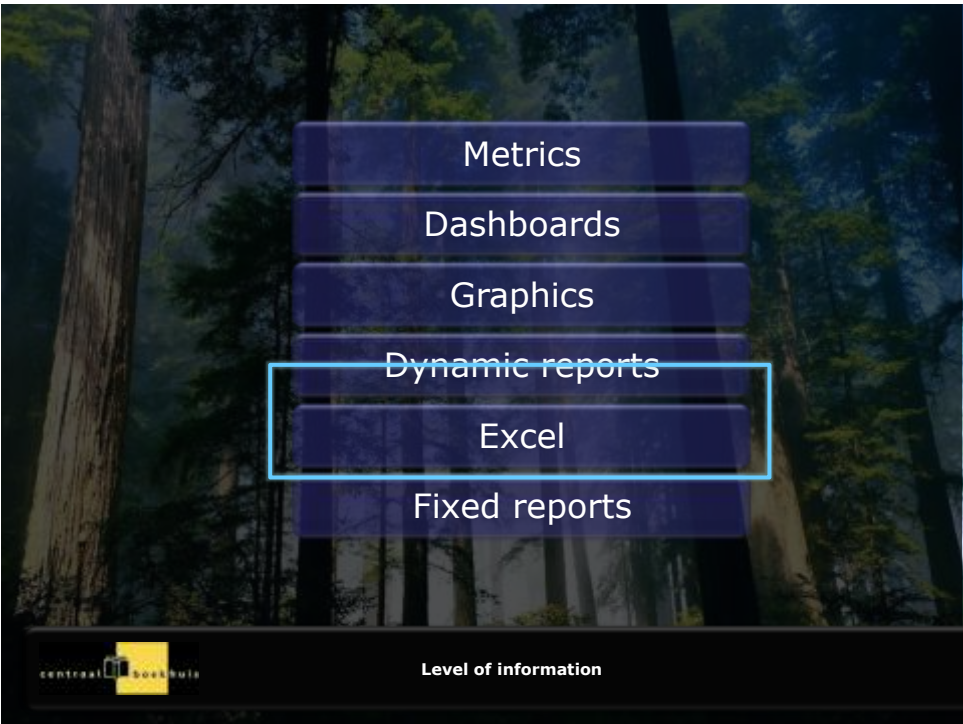 Metrics
Dashboards
Graphics
Dynamic reports
Excel
Fixed reports
centraal boekhuis
Level of information